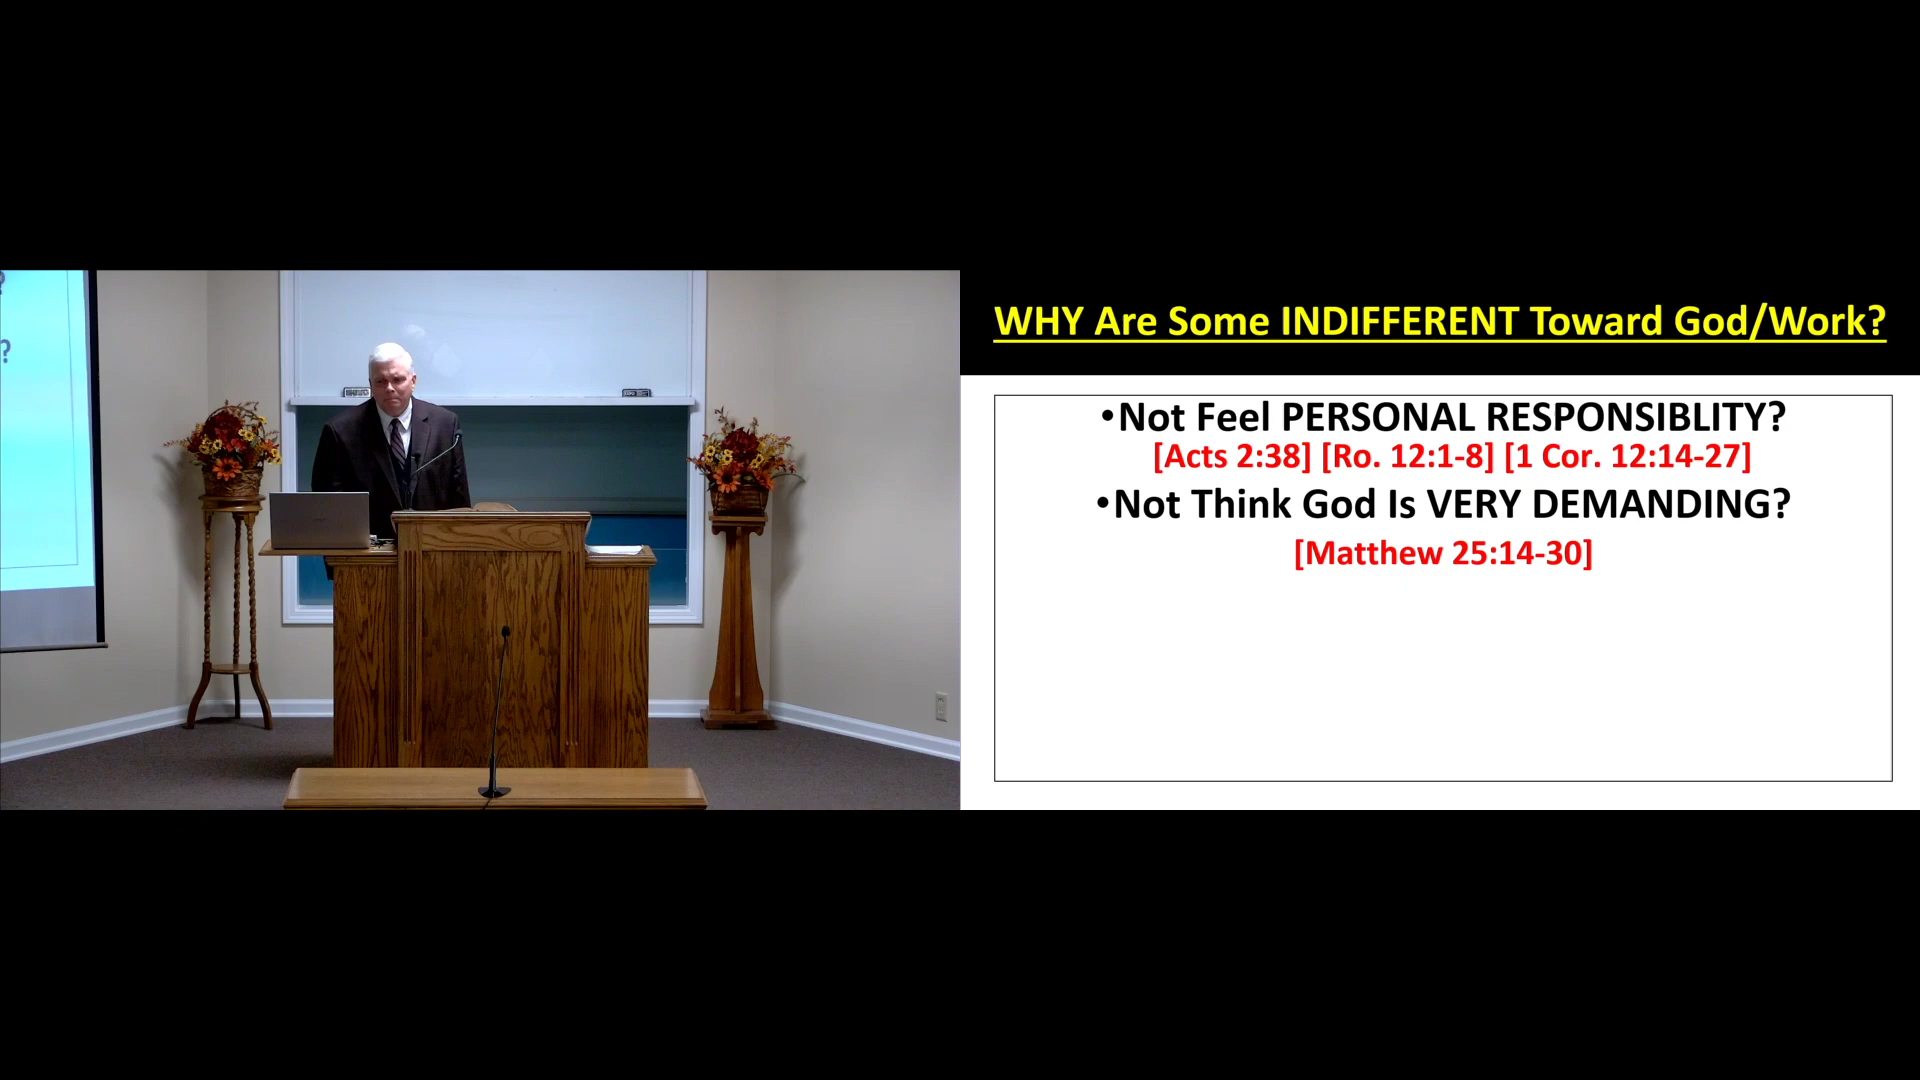 ?
?
WHY Are Some INDIFFERENT Toward God/Work?
•Not Feel PERSONAL RESPONSIBLITY?
[Acts 2:38] [Ro. 12:1-8] [1 Cor. 12:14-27]
•Not Think God Is VERY DEMANDING?
[Matthew 25:14-30]